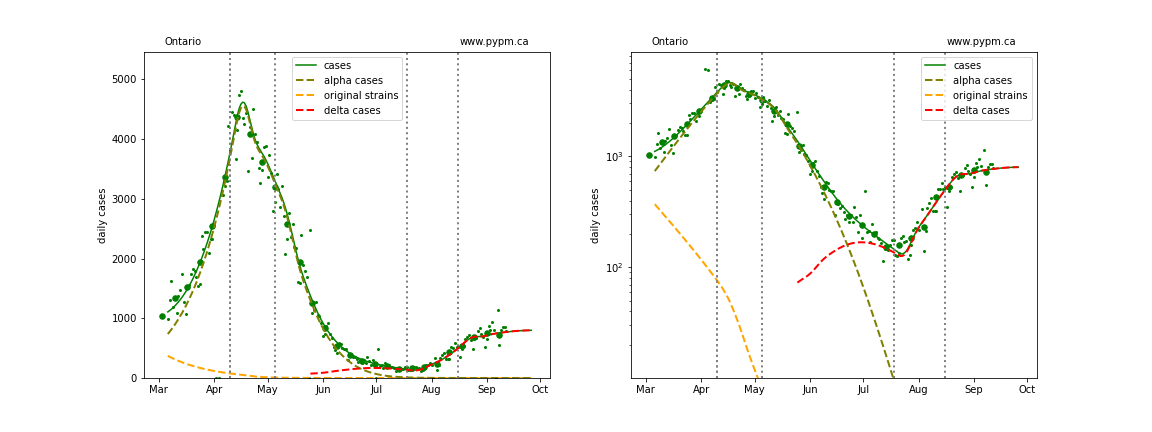 Ontario
www.pypm.ca
cases
alpha cases
original strains
delta cases
daily cases
5000
4000
3000
2000
1000
0
Mar Apr May Jun Jul Aug Sep Oct
Ontario
www.pypm.ca
cases
alpha cases
original strains
delta cases
daily cases
10³
10²
Mar Apr May Jun Jul Aug Sep Oct